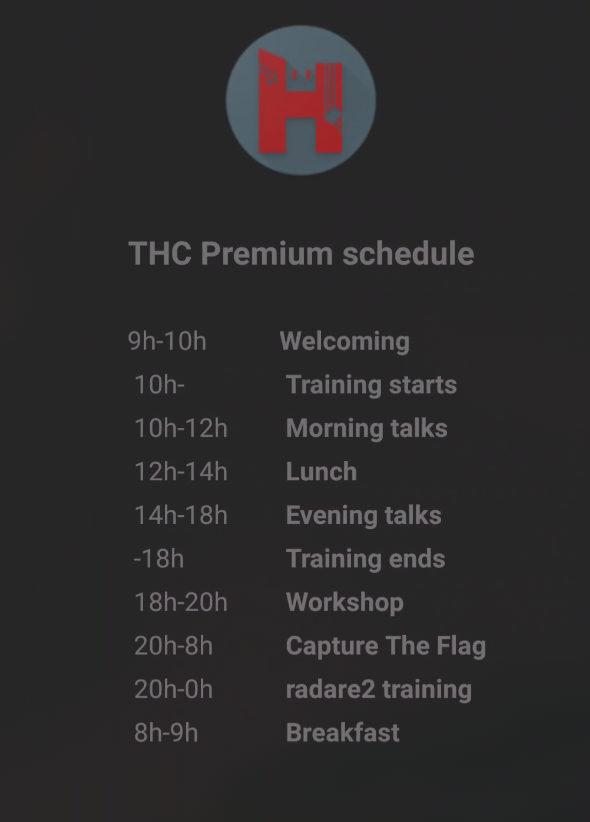 H
THC Premium schedule
9h-10h Welcoming
10h- Training starts
10h-12h Morning talks
12h-14h Lunch
14h-18h Evening talks
-18h Training ends
18h-20h Workshop
20h-8h Capture The Flag
20h-0h radare2 training
8h-9h Breakfast